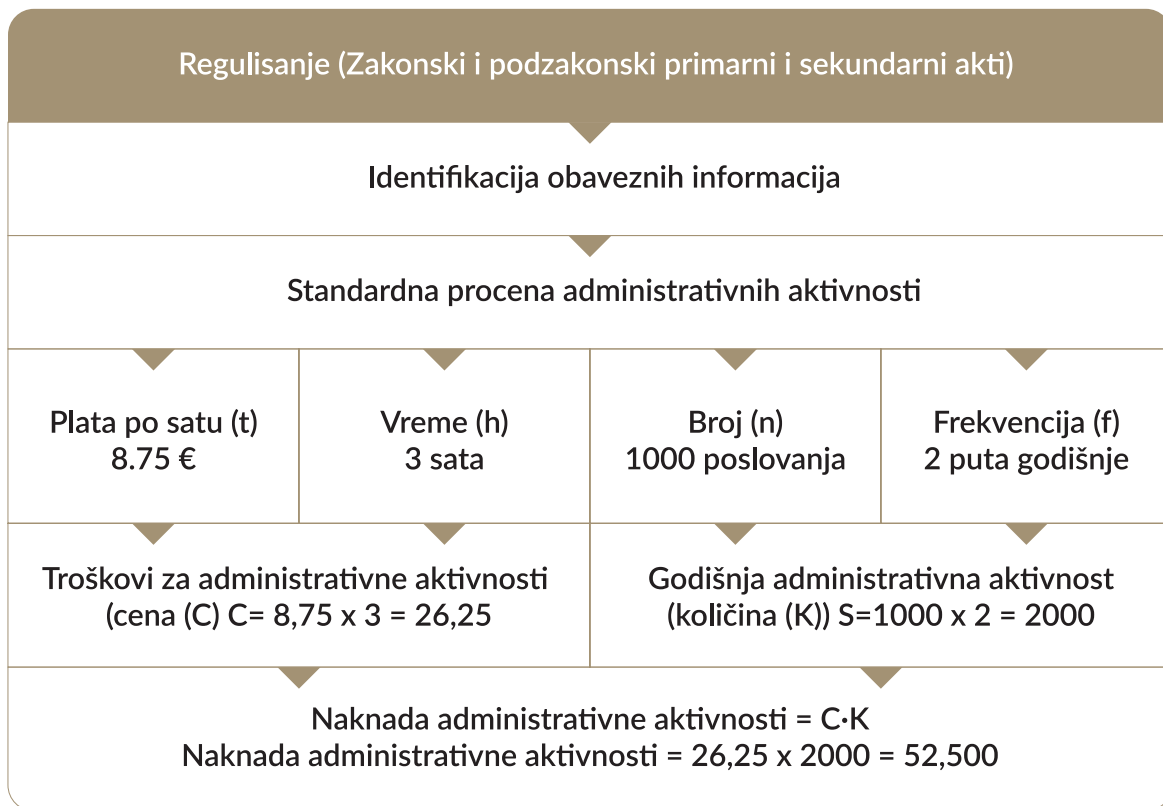 Regulisanje (Zakonski i podzakonski primarni i sekundarni akti)
Identifikacija obaveznih informacija
Standardna procena administrativnih aktivnosti
Plata po satu (t)
8.75 €
Vreme (h)
3 sata
Broj (n)
1000 poslovanja
Frekvencija (f)
2 puta godišnje
Troškovi za administrativne aktivnosti
(cena (C) C= 8,75 x 3 = 26,25
Godišnja administrativna aktivnost
(količina (K)) S=1000 x 2 = 2000
Naknada administrativne aktivnosti = C·K
Naknada administrativne aktivnosti = 26,25 x 2000 = 52,500